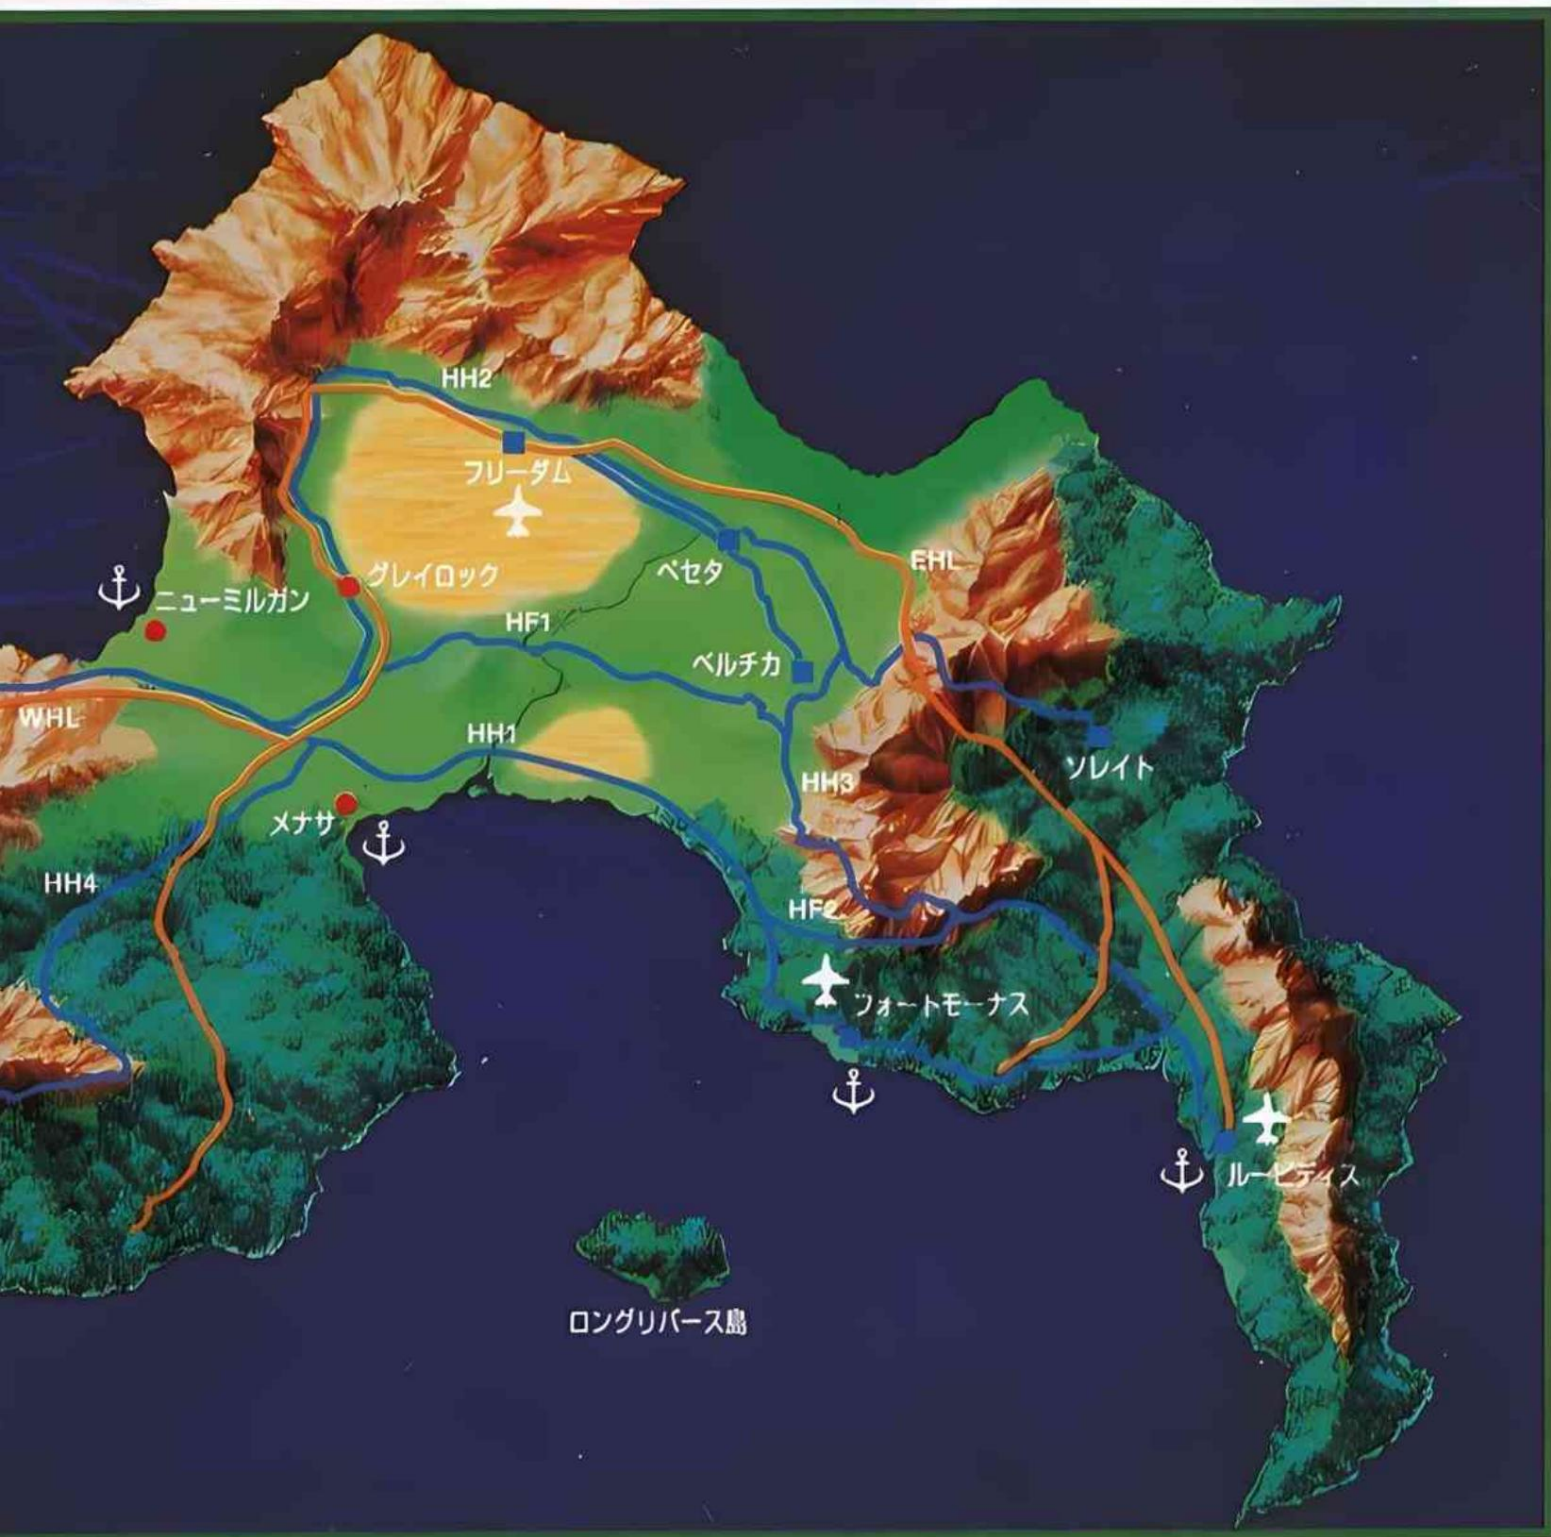 HH2
フリーダム
EHL
グレイロック
ペセタ
ニューミルガン
HF1
ベルチカ
WHL
HH1
ソレイト
HH3
メナサ
HH4
HF2
フォートモーナス
ルーピディス
ロングリバース島